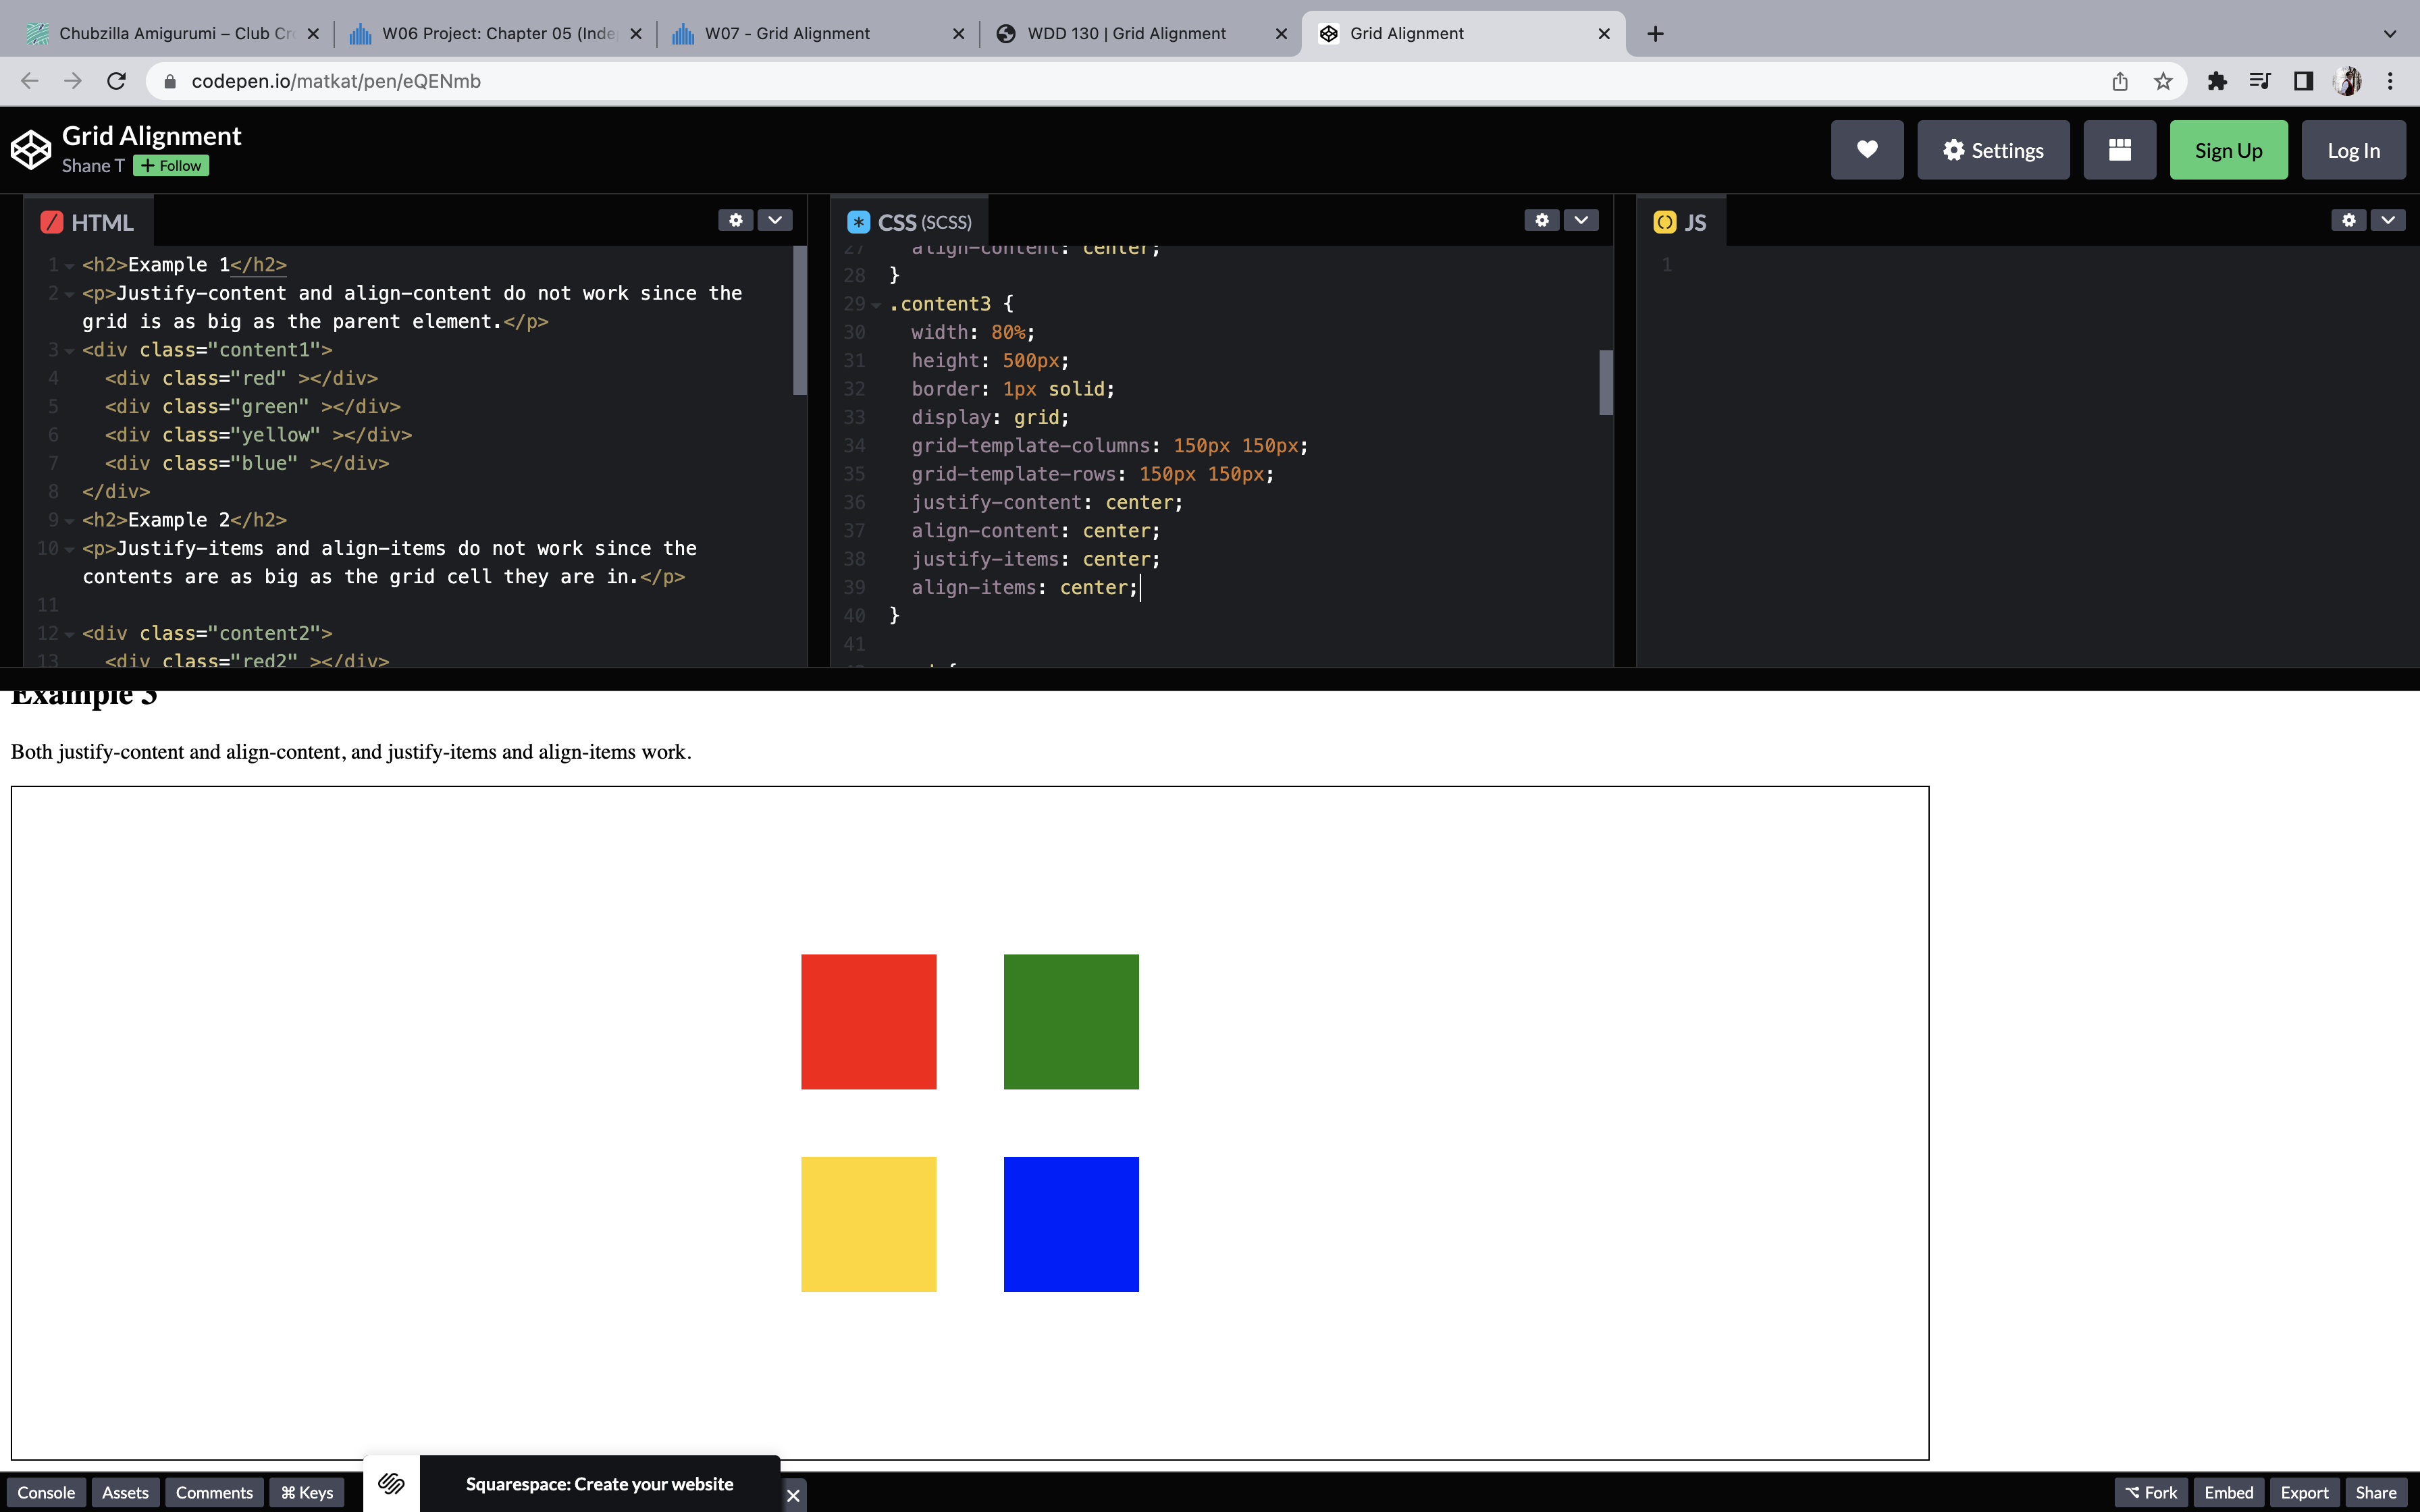 Chubzilla Amigurumi – Club Cr
W06 Project: Chapter 05 (Inde
W07 - Grid Alignment
WDD 130 | Grid Alignment
Grid Alignment
codepen.io/matkat/pen/eQENmb
Grid Alignment
Shane T
+ Follow
Settings
Sign Up
Log In
HTML
1 <h2>Example 1</h2>
2 <p>Justify-content and align-content do not work since the
grid is as big as the parent element.</p>
3 <div class="content1">
4 <div class="red" ></div>
5 <div class="green" ></div>
6 <div class="yellow" ></div>
7 <div class="blue" ></div>
8 </div>
9 <h2>Example 2</h2>
10 <p>Justify-items and align-items do not work since the
contents are as big as the grid cell they are in.</p>
11
12 <div class="content2">
13 <div class="red2" ></div>
CSS (SCSS)
27 align-content: center;
28 }
29 .content3 {
30 width: 80%;
31 height: 500px;
32 border: 1px solid;
33 display: grid;
34 grid-template-columns: 150px 150px;
35 grid-template-rows: 150px 150px;
36 justify-content: center;
37 align-content: center;
38 justify-items: center;
39 align-items: center;
40 }
41
JS
1
Example 3
Both justify-content and align-content, and justify-items and align-items work.
Console
Assets
Comments
⌘ Keys
Squarespace: Create your website
Fork
Embed
Export
Share